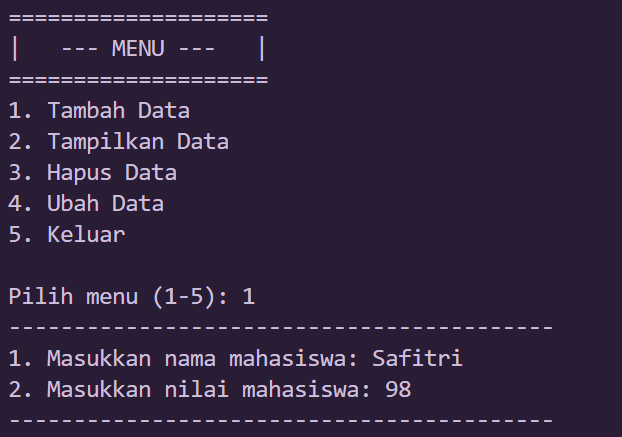 ====================
|   --- MENU ---   |
====================
1. Tambah Data
2. Tampilkan Data
3. Hapus Data
4. Ubah Data
5. Keluar
Pilih menu (1-5): 1
------------------------------------------
1. Masukkan nama mahasiswa: Safitri
2. Masukkan nilai mahasiswa: 98
------------------------------------------